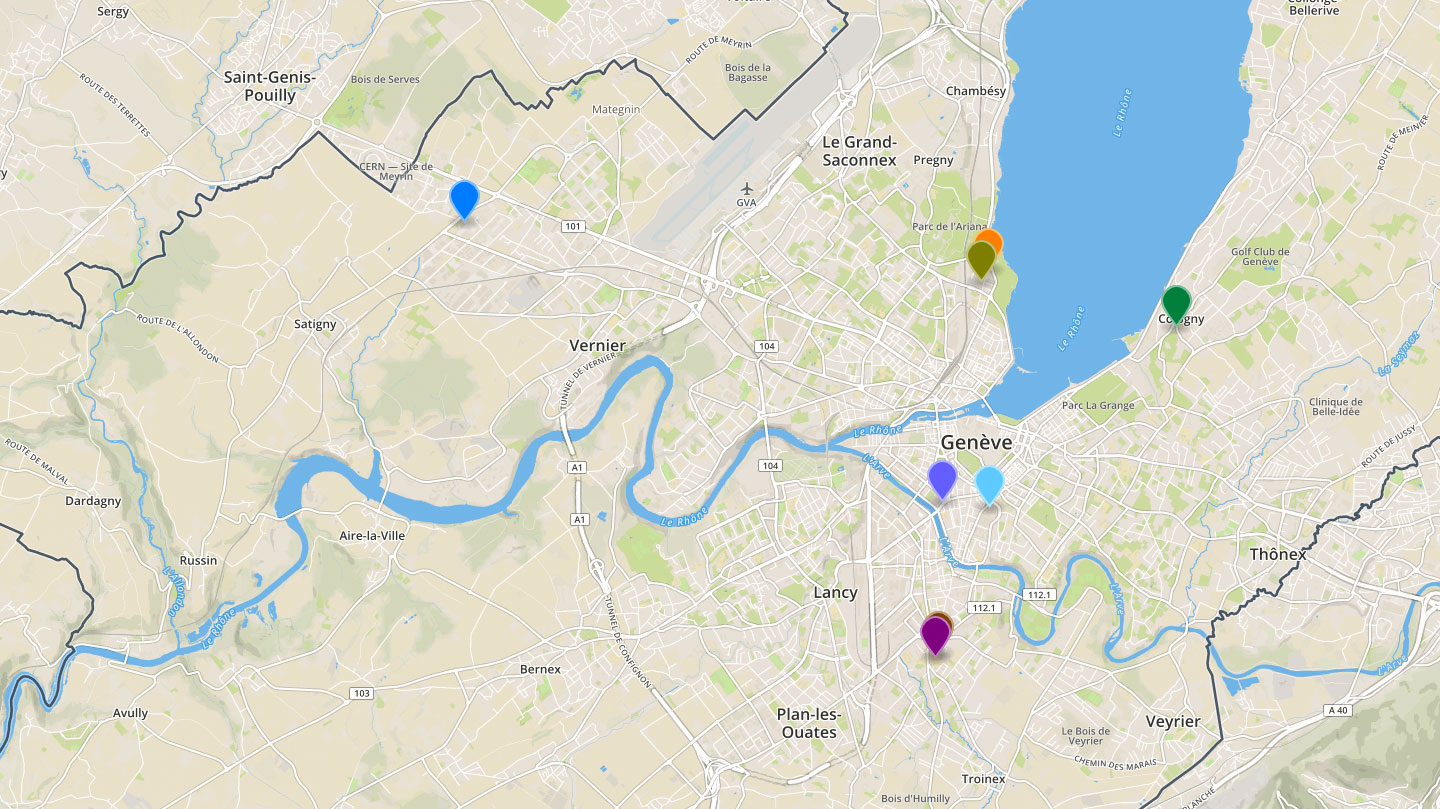 Sergy
Collonge-
Bellerive
ROUTE DE MEYRIN
Bois de la
Bagasse
Saint-Genis-
Pouilly
Bois de Serves
ROUTE DES TERRETTES
Mategnin
Chambésy
Le Rhône
ROUTE DE MEINIER
Le Grand-
Saconnex
Pregny
CERN — Site de
Meyrin
GVA
101
Parc de l'Ariana
Golf Club de
Genève
Satigny
ROUTE DE L'ALLONDON
Vernier
104
Le Rhône
La Seymaz
TUNNEL DE VERNIER
Parc La Grange
Clinique de
Belle-Idée
Le Rhône
Genève
ROUTE DE JUSSY
ROUTE DE MALVAL
A1
104
L'Arve
Dardagny
A1
Le Rhône
Aire-la-Ville
L'Arve
Thônex
Russin
L'Allondon
Lancy
112.1
112.1
L'Arve
Le Rhône
TUNNEL DE CONFIGNON
Bernex
L'Arve
103
Avully
Plan-les-
Ouates
A 40
Veyrier
Le Bois de
Veyrier
CHEMIN DES MARAIS
Troinex
Bois d'Humilly